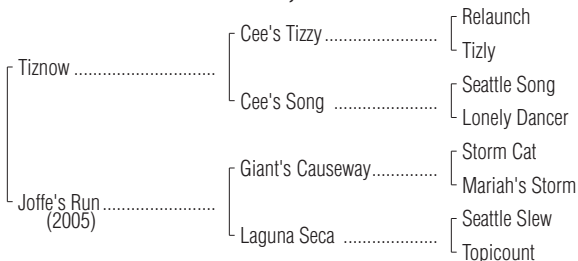 Relaunch
Cee's Tizzy ..........................
Tizly
Tiznow ................................
Seattle Song
Cee's Song ........................
Lonely Dancer
Storm Cat
Giant's Causeway...............
Mariah's Storm
Joffe's Run .........................
(2005)
Seattle Slew
Laguna Seca ......................
Topicount